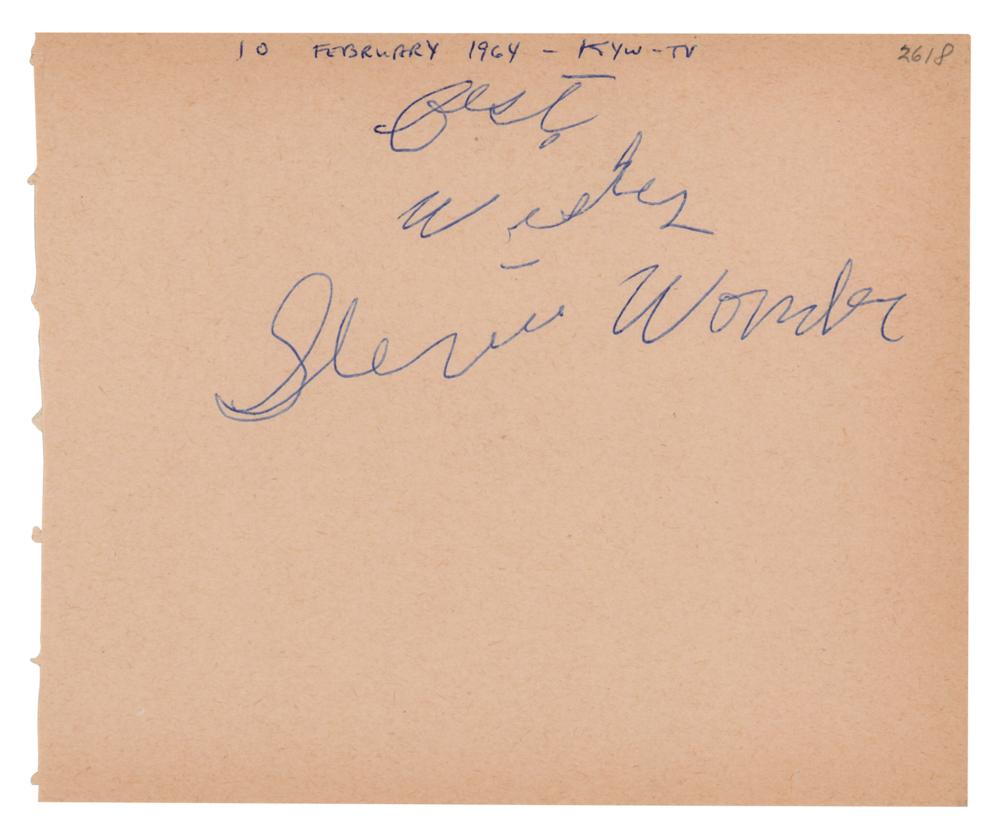 10 FEBRUARY 1964 - KYW-TV
2618
Best
Wishes
Stevie Wonder